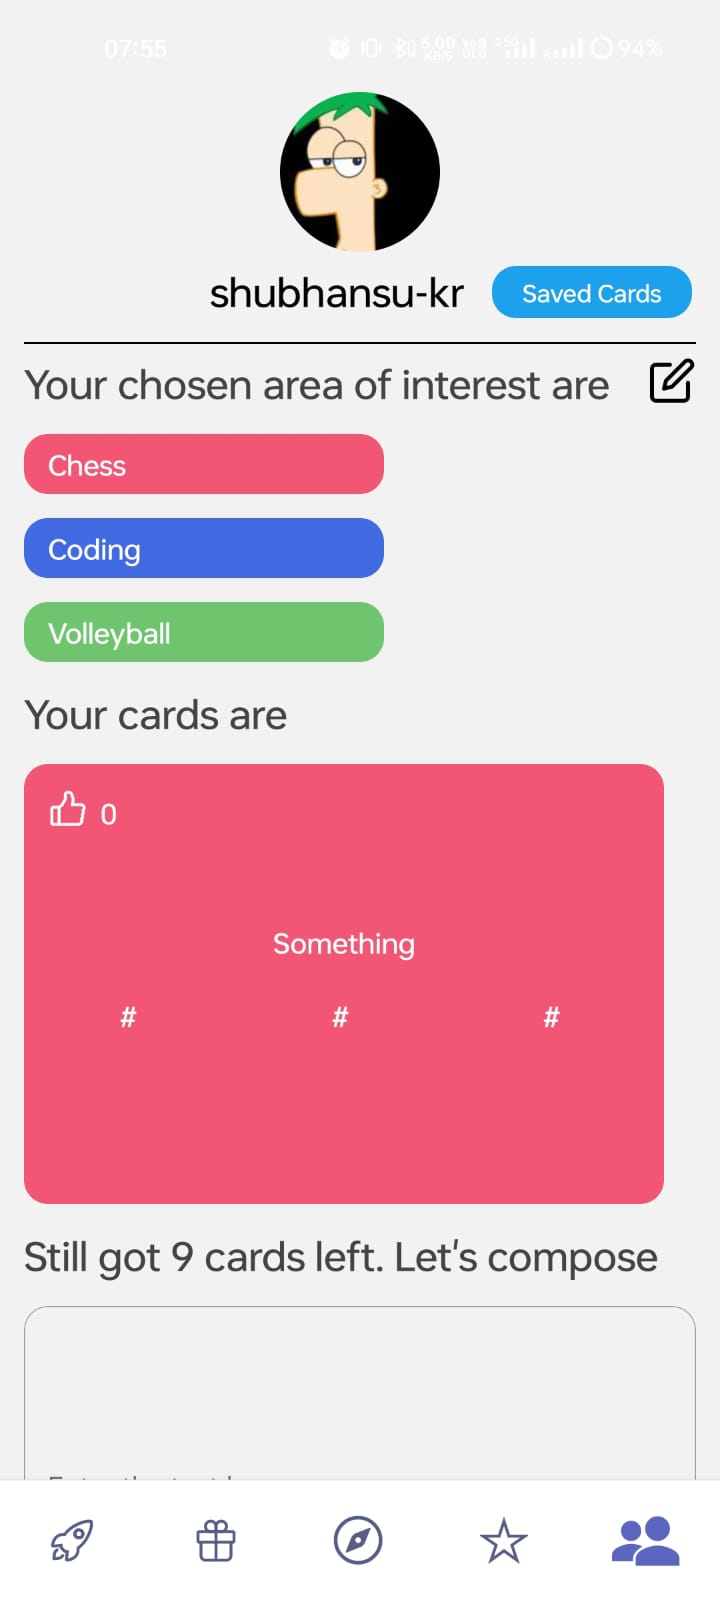 07:55 5.00 KB/S 5G R 94%
shubhansu-kr Saved Cards
Your chosen area of interest are
Chess
Coding
Volleyball
Your cards are
0
Something
# # #
Still got 9 cards left. Let's compose